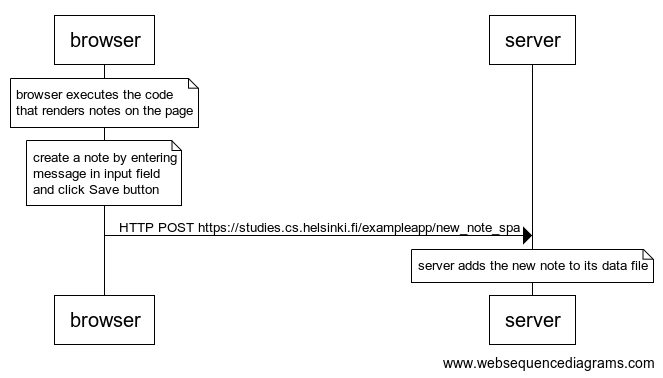 browser
server
browser executes the code
that renders notes on the page
create a note by entering
message in input field
and click Save button
HTTP POST https://studies.cs.helsinki.fi/exampleapp/new_note_spa
server adds the new note to its data file
browser
server
www.websequencediagrams.com